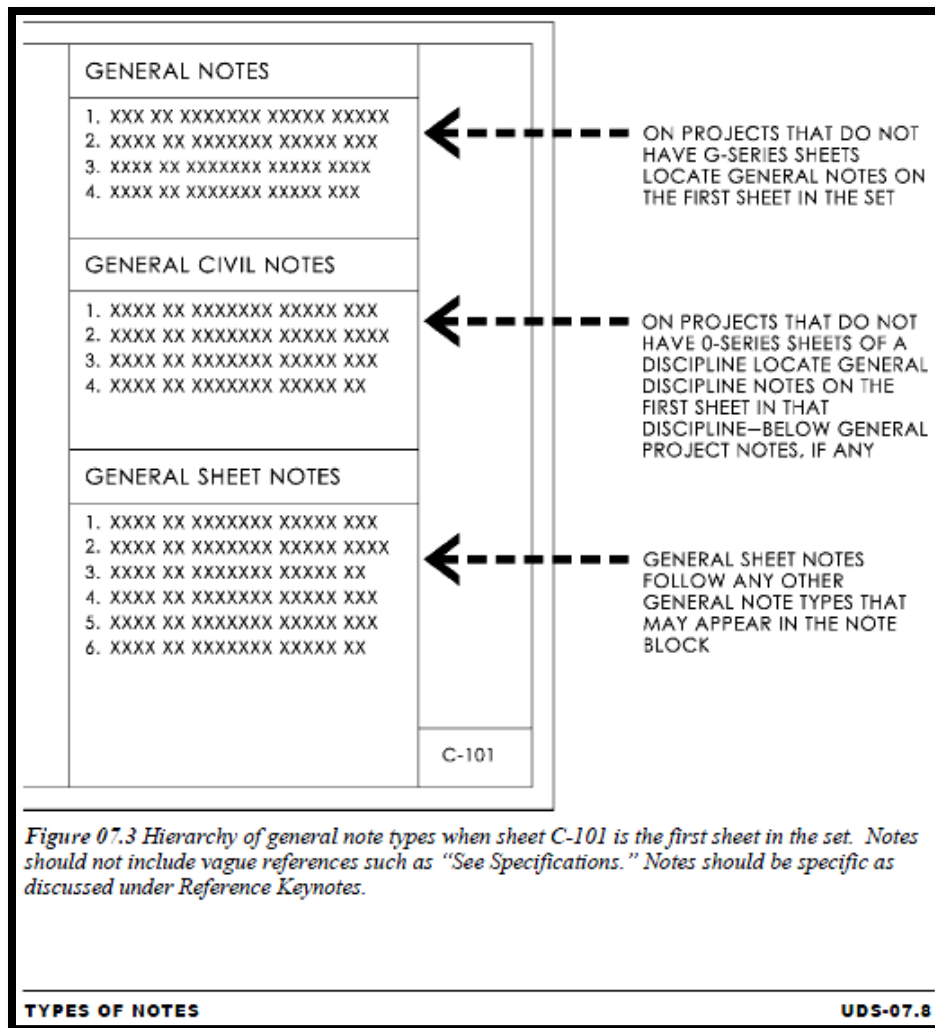 GENERAL NOTES
1. XXX XX XXXXXXX XXXXX XXXXX
2. XXXX XX XXXXXXX XXXXX XXX
3. XXXX XX XXXXXXX XXXXX XXXX
4. XXXX XX XXXXXXX XXXXX XXX
ON PROJECTS THAT DO NOT
HAVE G-SERIES SHEETS
LOCATE GENERAL NOTES ON
THE FIRST SHEET IN THE SET
GENERAL CIVIL NOTES
1. XXXX XX XXXXXXX XXXXX XXX
2. XXXX XX XXXXXXX XXXXX XXXX
3. XXXX XX XXXXXXX XXXXX XXX
4. XXXX XX XXXXXXX XXXXX XX
ON PROJECTS THAT DO NOT
HAVE 0-SERIES SHEETS OF A
DISCIPLINE LOCATE GENERAL
DISCIPLINE NOTES ON THE
FIRST SHEET IN THAT
DISCIPLINE—BELOW GENERAL
PROJECT NOTES, IF ANY
GENERAL SHEET NOTES
1. XXXX XX XXXXXXX XXXXX XXX
2. XXXX XX XXXXXXX XXXXX XXXX
3. XXXX XX XXXXXXX XXXXX XX
4. XXXX XX XXXXXXX XXXXX XXX
5. XXXX XX XXXXXXX XXXXX XXX
6. XXXX XX XXXXXXX XXXXX XX
GENERAL SHEET NOTES
FOLLOW ANY OTHER
GENERAL NOTE TYPES THAT
MAY APPEAR IN THE NOTE
BLOCK
C-101
Figure 07.3 Hierarchy of general note types when sheet C-101 is the first sheet in the set. Notes
should not include vague references such as “See Specifications.” Notes should be specific as
discussed under Reference Keynotes.
TYPES OF NOTES
UDS-07.8